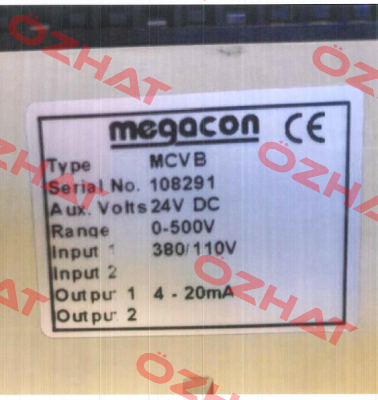 megacon CE
Type MCVB
Serial No. 108291
Aux. Volts 24V DC
Range 0-500V
Input 1 380/110V
Input 2
Output 1 4 - 20mA
Output 2
ÖZHAT
ÖZHAT
ÖZHAT
ÖZHAT
ÖZHAT
ÖZHAT